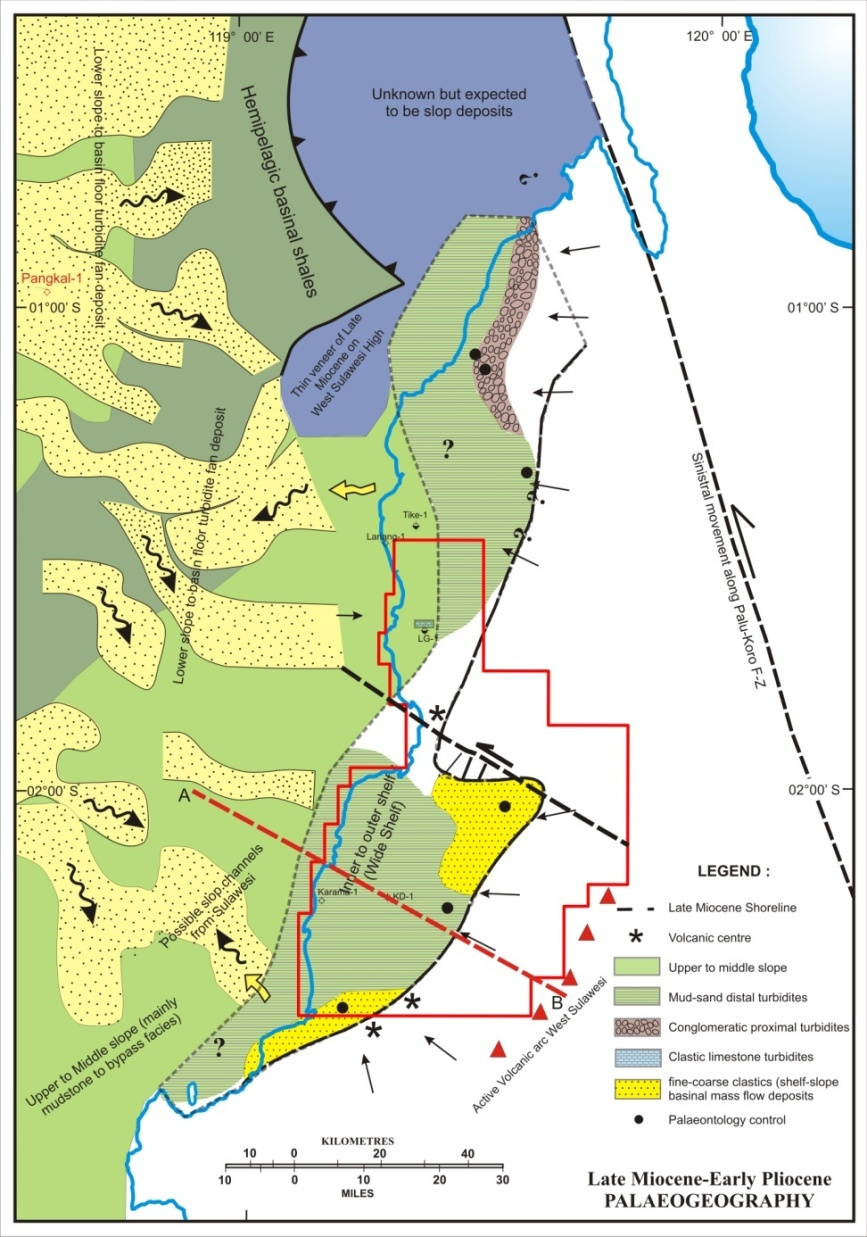 119° 00' E
120° 00' E
Unknown but expected
to be slop deposits
Lower slope to basin floor turbidite fan deposit
Hemipelagic basinal shales
?
Pangkal-1
01° 00' S
01° 00' S
Thin veneer of Late
Miocene on
West Sulawesi High
Lower slope to basin floor turbidite fan deposit
?
?
?
Tike-1
Lariang-1
LG-1
Sinistral movement along Palu-Koro F-Z
*
02° 00' S
02° 00' S
A
Inner to outer shelf
(Wide Shelf)
Karama-1
KD-1
Possible slop channels
from Sulawesi
B
*
*
?
Active Volcanic arc West Sulawesi
Upper to Middle slope (mainly
mudstone to bypass facies)
LEGEND :
Late Miocene Shoreline
* Volcanic centre
Upper to middle slope
Mud-sand distal turbidites
Conglomeratic proximal turbidites
Clastic limestone turbidites
fine-coarse clastics (shelf-slope
basinal mass flow deposits
Palaeontology control
KILOMETRES
10 0 20 40
10 0 10 20 30
MILES
Late Miocene-Early Pliocene
PALAEOGEOGRAPHY